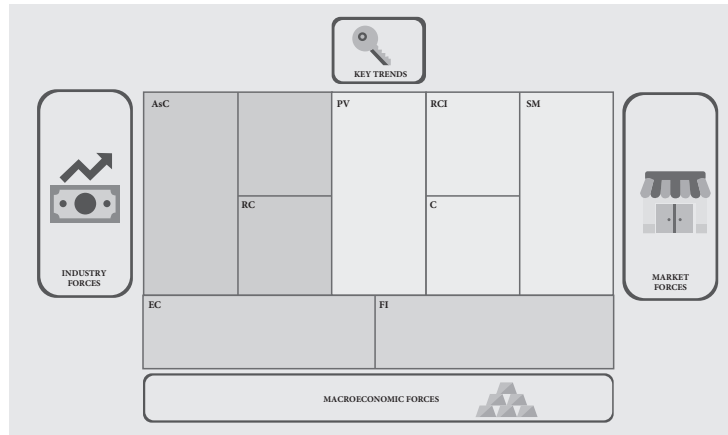 KEY TRENDS
AsC
PV
RCI
SM
RC
C
INDUSTRY
FORCES
MARKET
FORCES
EC
FI
MACROECONOMIC FORCES